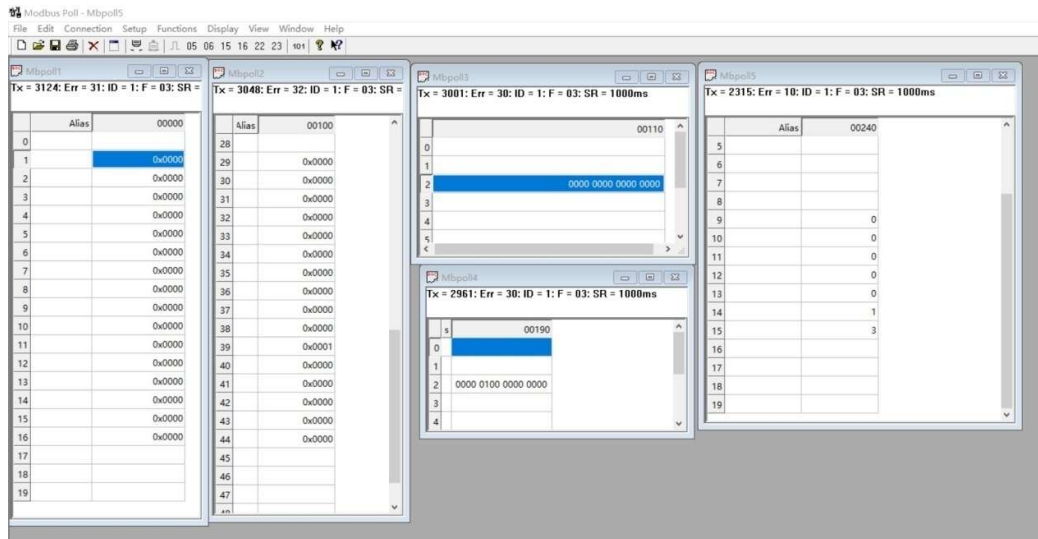 Modbus Poll - Mbpoll5
File Edit Connection Setup Functions Display View Window Help
05 06 15 16 22 23 101
Mbpoll1
Tx = 3124: Err = 31: ID = 1: F = 03: SR =
Alias 00000
0
1 0x0000
2 0x0000
3 0x0000
4 0x0000
5 0x0000
6 0x0000
7 0x0000
8 0x0000
9 0x0000
10 0x0000
11 0x0000
12 0x0000
13 0x0000
14 0x0000
15 0x0000
16 0x0000
17
18
19
Mbpoll2
Tx = 3048: Err = 32: ID = 1: F = 03: SR =
Alias 00100
28
29 0x0000
30 0x0000
31 0x0000
32 0x0000
33 0x0000
34 0x0000
35 0x0000
36 0x0000
37 0x0000
38 0x0000
39 0x0001
40 0x0000
41 0x0000
42 0x0000
43 0x0000
44 0x0000
45
46
47
Mbpoll3
Tx = 3001: Err = 30: ID = 1: F = 03: SR = 1000ms
00110
0
1
2 0000 0000 0000 0000
3
4
5
Mbpoll4
Tx = 2961: Err = 30: ID = 1: F = 03: SR = 1000ms
s 00190
0
1
2 0000 0100 0000 0000
3
4
Mbpoll5
Tx = 2315: Err = 10: ID = 1: F = 03: SR = 1000ms
Alias 00240
5
6
7
8
9 0
10 0
11 0
12 0
13 0
14 1
15 3
16
17
18
19